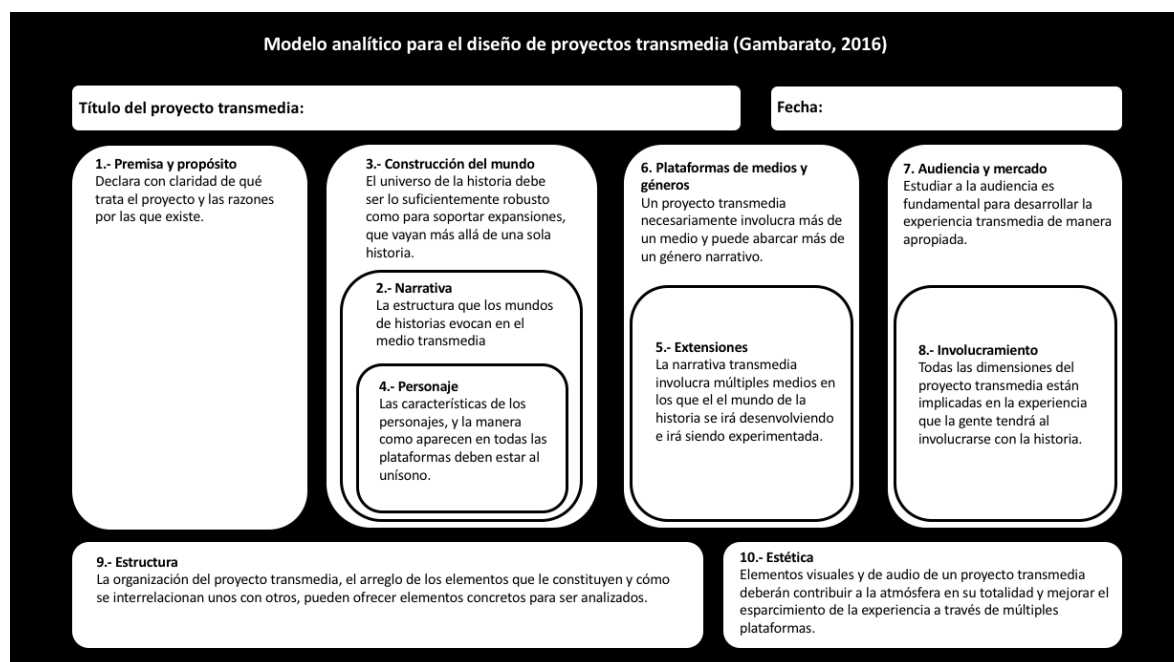 Modelo analítico para el diseño de proyectos transmedia (Gambarato, 2016)
Título del proyecto transmedia:
Fecha:
1.- Premisa y propósito
Declara con claridad de qué
trata el proyecto y las razones
por las que existe.
3.- Construcción del mundo
El universo de la historia debe
ser lo suficientemente robusto
como para soportar expansiones,
que vayan más allá de una sola
historia.
2.- Narrativa
La estructura que los mundos
de historias evocan en el
medio transmedia
4.- Personaje
Las características de los
personajes, y la manera
como aparecen en todas las
plataformas deben estar al
unísono.
6. Plataformas de medios y
géneros
Un proyecto transmedia
necesariamente involucra más de
un medio y puede abarcar más de
un género narrativo.
5.- Extensiones
La narrativa transmedia
involucra múltiples medios en
los que el el mundo de la
historia se irá desenvolviendo
e irá siendo experimentada.
7. Audiencia y mercado
Estudiar a la audiencia es
fundamental para desarrollar la
experiencia transmedia de manera
apropiada.
8.- Involucramiento
Todas las dimensiones del
proyecto transmedia están
implicadas en la experiencia
que la gente tendrá al
involucrarse con la historia.
9.- Estructura
La organización del proyecto transmedia, el arreglo de los elementos que le constituyen y cómo
se interrelacionan unos con otros, pueden ofrecer elementos concretos para ser analizados.
10.- Estética
Elementos visuales y de audio de un proyecto transmedia
deberán contribuir a la atmósfera en su totalidad y mejorar el
esparcimiento de la experiencia a través de múltiples
plataformas.